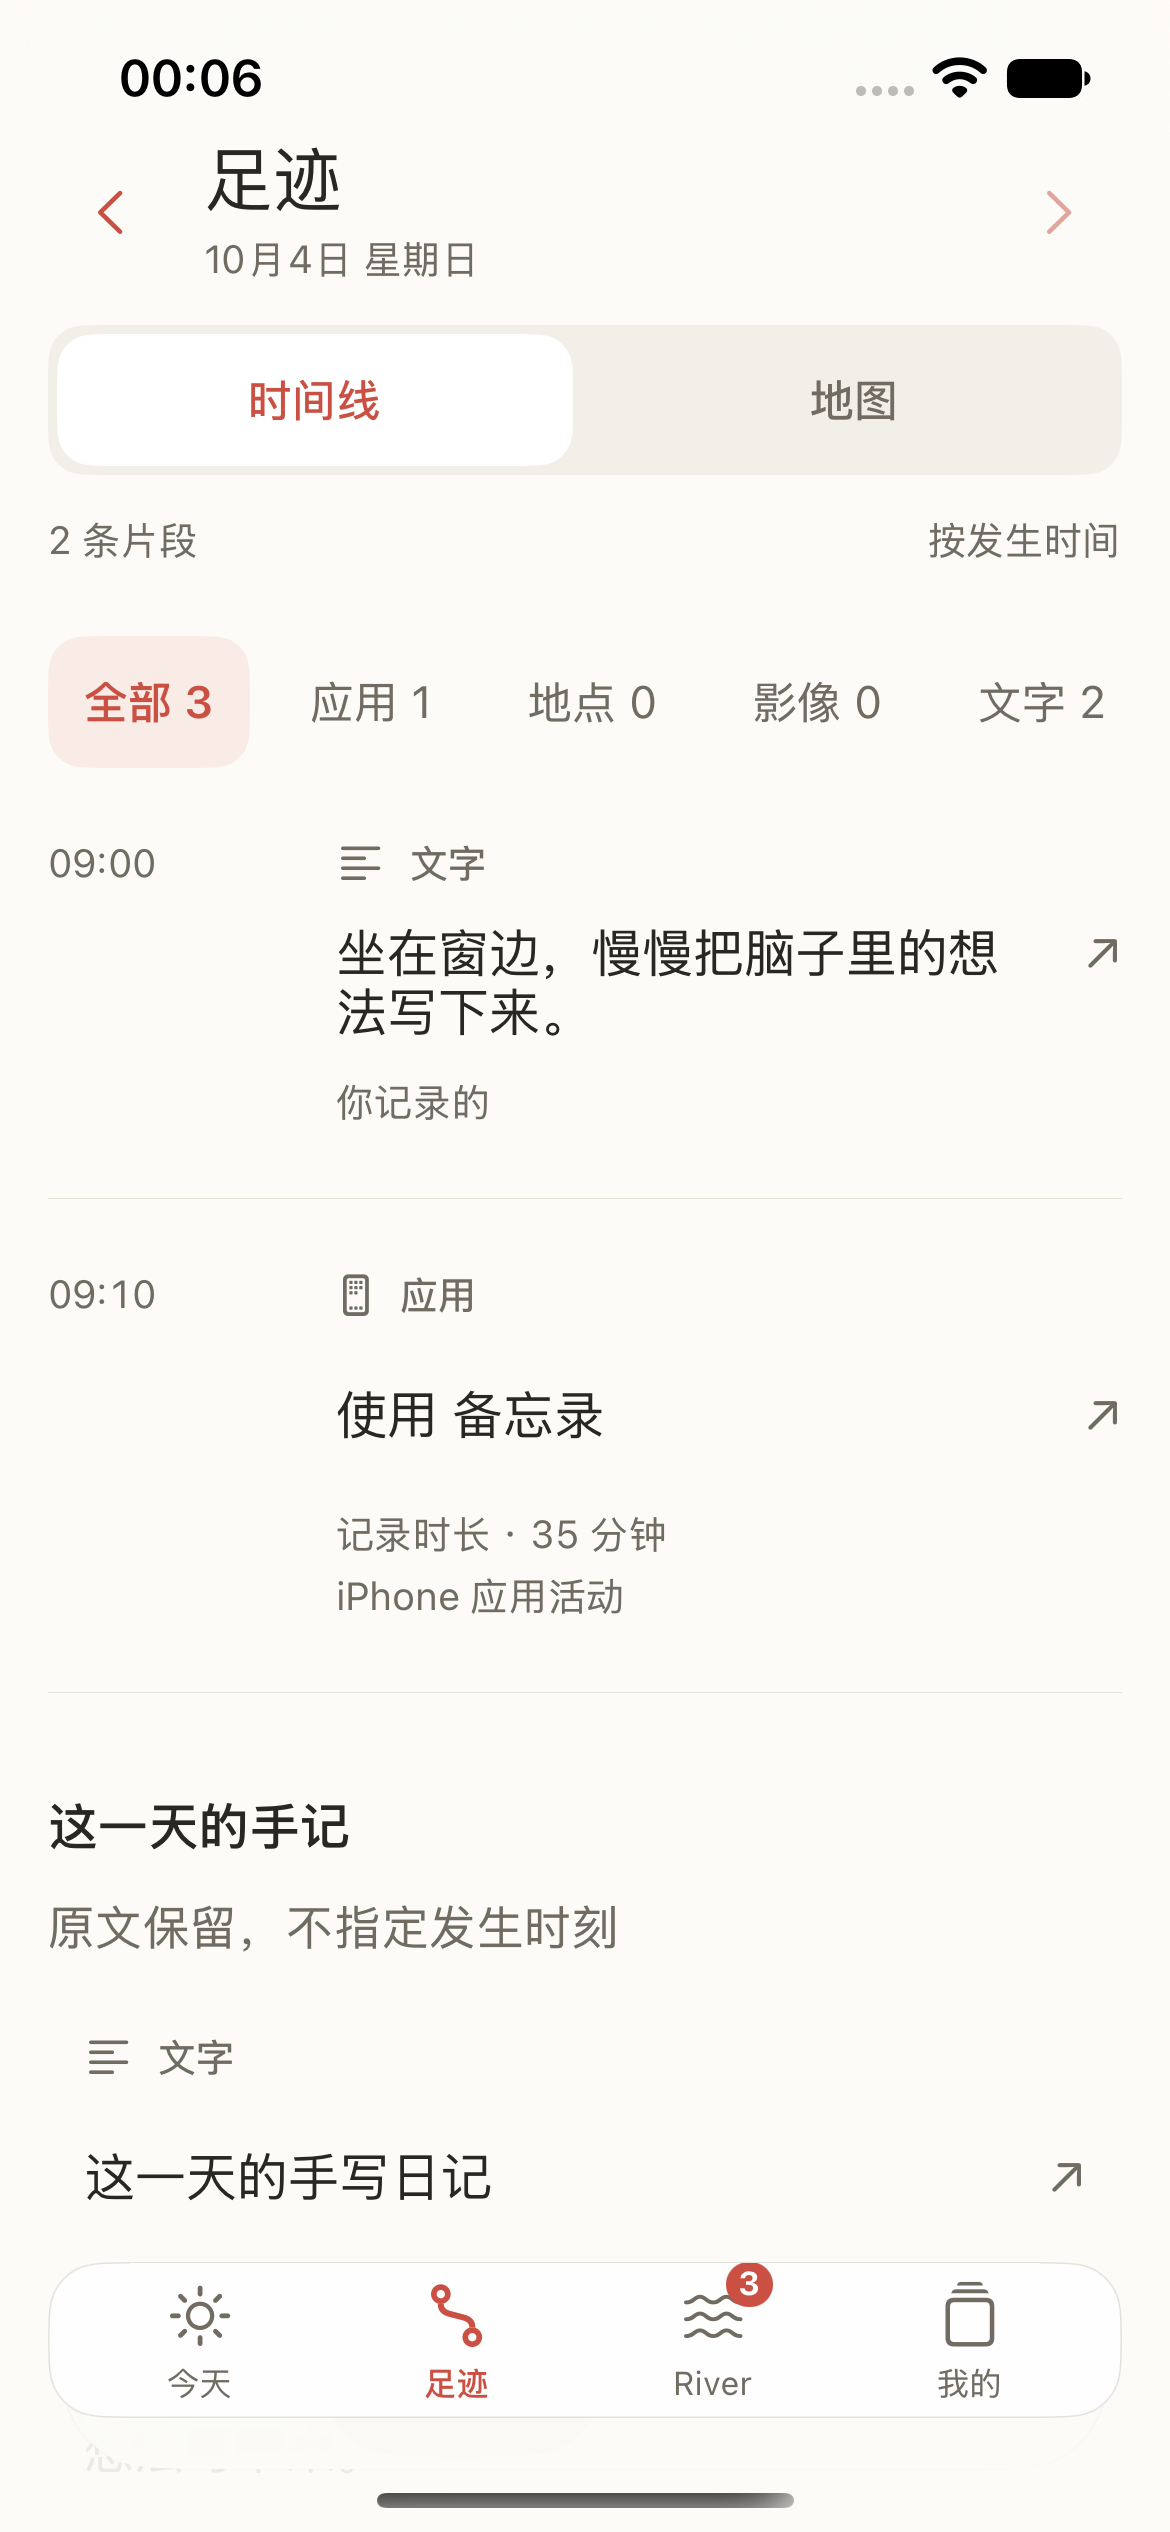 00:06
足迹
10月4日 星期日
时间线
地图
2 条片段
按发生时间
全部 3
应用 1
地点 0
影像 0
文字 2
09:00
文字
坐在窗边，慢慢把脑子里的想
法写下来。
你记录的
09:10
应用
使用 备忘录
记录时长 · 35 分钟
iPhone 应用活动
这一天的手记
原文保留，不指定发生时刻
文字
这一天的手写日记
3
今天
足迹
River
我的